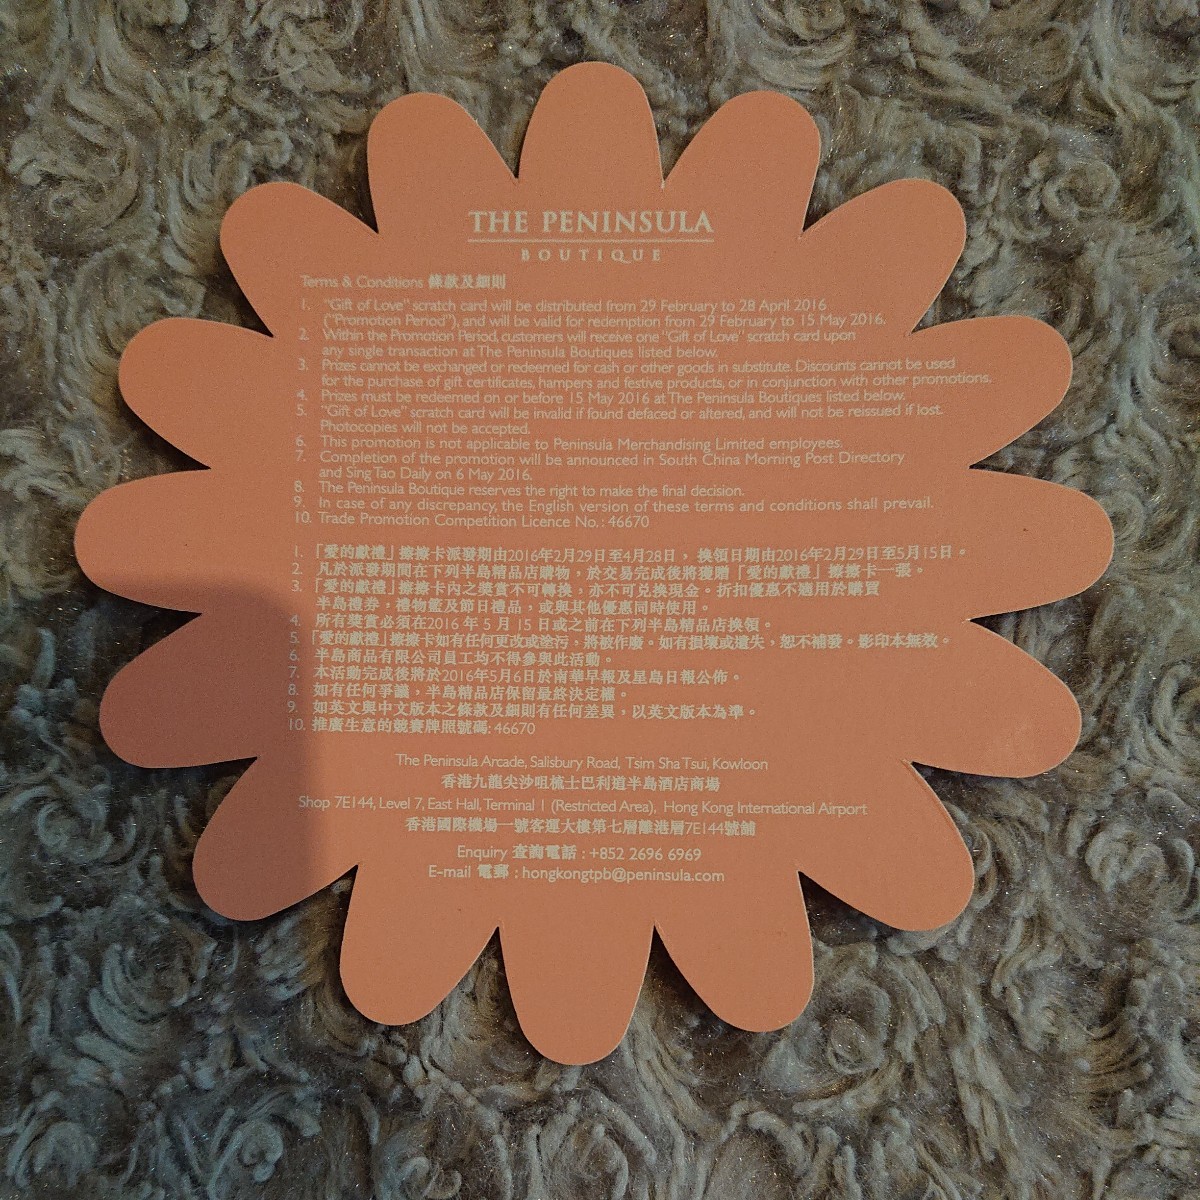 THE PENINSULA
BOUTIQUE
Terms & Conditions 條款及細則
1. "Gift of Love" scratch card will be distributed from 29 February to 28 April 2016
("Promotion Period"), and will be valid for redemption from 29 February to 15 May 2016.
2. Within the Promotion Period, customers will receive one "Gift of Love" scratch card upon
any single transaction at The Peninsula Boutiques listed below.
3. Prizes cannot be exchanged or redeemed for cash or other goods in substitute. Discounts cannot be used
for the purchase of gift certificates, hampers and festive products, or in conjunction with other promotions.
4. Prizes must be redeemed on or before 15 May 2016 at The Peninsula Boutiques listed below.
5. "Gift of Love" scratch card will be invalid if found defaced or altered, and will not be reissued if lost.
Photocopies will not be accepted.
6. This promotion is not applicable to Peninsula Merchandising Limited employees.
7. Completion of the promotion will be announced in South China Morning Post Directory
and Sing Tao Daily on 6 May 2016.
8. The Peninsula Boutique reserves the right to make the final decision.
9. In case of any discrepancy, the English version of these terms and conditions shall prevail.
10. Trade Promotion Competition Licence No.: 46670
1. 「愛的獻禮」擦擦卡派發期由2016年2月29日至4月28日，換領日期由2016年2月29日至5月15日。
2. 凡於派發期間在下列半島精品店購物，於交易完成後將獲贈「愛的獻禮」擦擦卡一張。
3. 「愛的獻禮」擦擦卡內之獎賞不可轉換，亦不可兌換現金。折扣優惠不適用於購買
半島禮券，禮物籃及節日禮品，或與其他優惠同時使用。
4. 所有獎賞必須在2016 年 5 月 15 日或之前在下列半島精品店換領。
5. 「愛的獻禮」擦擦卡如有任何更改或塗污，將被作廢。如有損壞或遺失，恕不補發。影印本無效。
6. 半島商品有限公司員工均不得參與此活動。
7. 本活動完成後將於2016年5月6日於南華早報及星島日報公佈。
8. 如有任何爭議，半島精品店保留最終決定權。
9. 如英文與中文版本之條款及細則有任何差異，以英文版本為準。
10. 推廣生意的競賽牌照號碼: 46670
The Peninsula Arcade, Salisbury Road, Tsim Sha Tsui, Kowloon
香港九龍尖沙咀梳士巴利道半島酒店商場
Shop 7E144, Level 7, East Hall, Terminal 1 (Restricted Area), Hong Kong International Airport
香港國際機場一號客運大樓第七層離港層7E144號舖
Enquiry 查詢電話 : +852 2696 6969
E-mail 電郵 : hongkongtpb@peninsula.com